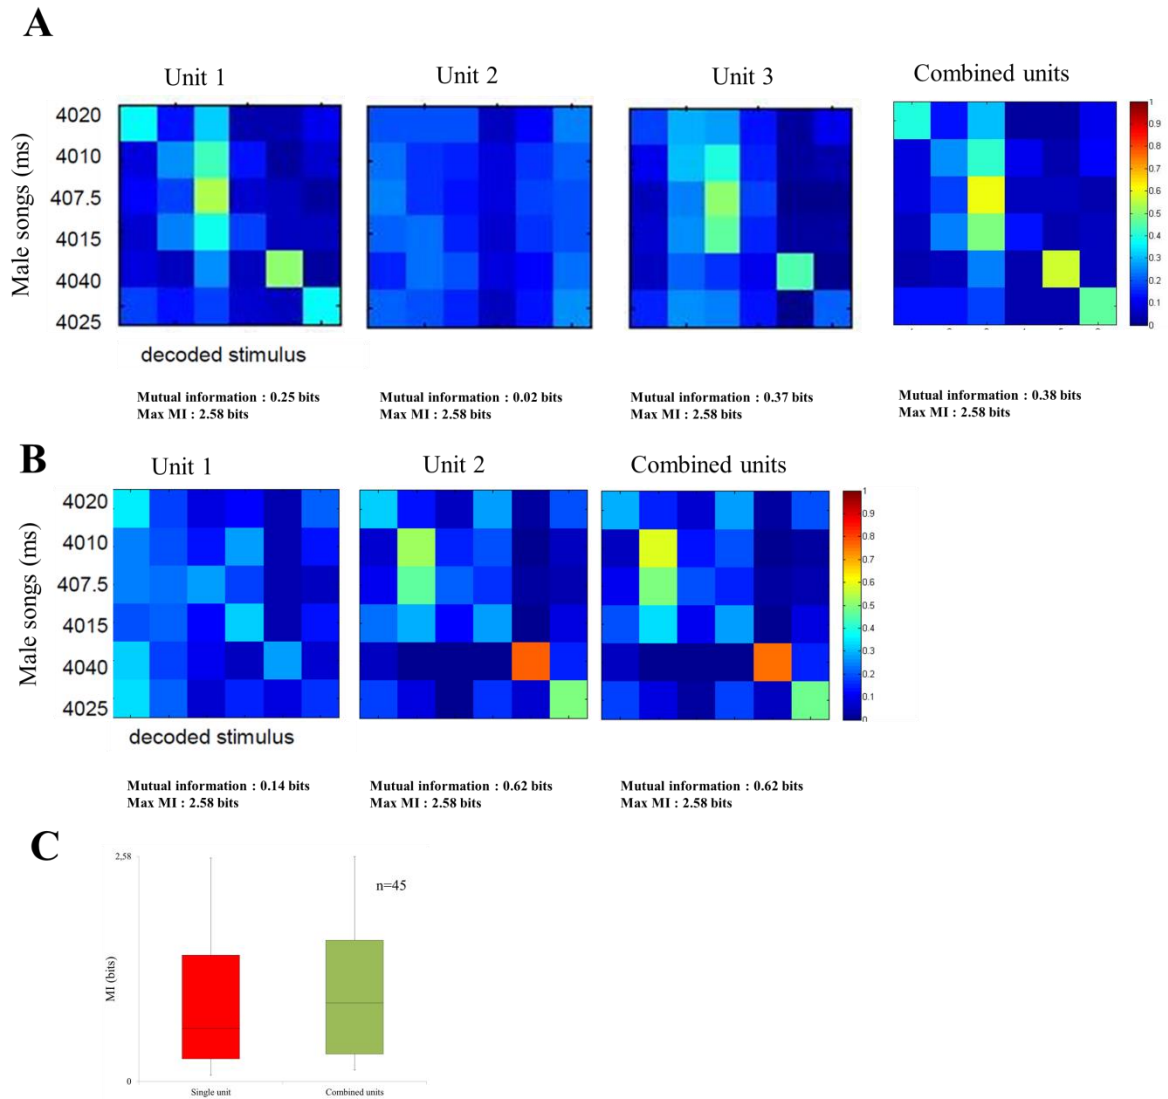 A
Unit 1
Unit 2
Unit 3
Combined units
Male songs (ms)
4020
4010
407.5
4015
4040
4025
1
0.9
0.8
0.7
0.6
0.5
0.4
0.3
0.2
0.1
0
decoded stimulus
Mutual information : 0.25 bits
Max MI : 2.58 bits
Mutual information : 0.02 bits
Max MI : 2.58 bits
Mutual information : 0.37 bits
Max MI : 2.58 bits
Mutual information : 0.38 bits
Max MI : 2.58 bits
B
Unit 1
Unit 2
Combined units
Male songs (ms)
4020
4010
407.5
4015
4040
4025
1
0.9
0.8
0.7
0.6
0.5
0.4
0.3
0.2
0.1
0
decoded stimulus
Mutual information : 0.14 bits
Max MI : 2.58 bits
Mutual information : 0.62 bits
Max MI : 2.58 bits
Mutual information : 0.62 bits
Max MI : 2.58 bits
C
2,58
n=45
MI (bits)
0
Single unit
Combined units